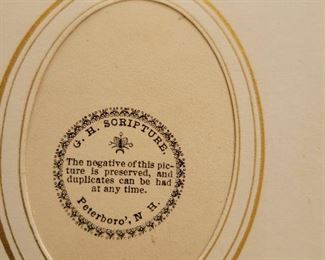 G. H. SCRIPTURE,
The negative of this pic-
ture is preserved, and
duplicates can be had
at any time.
Peterboro', N. H.